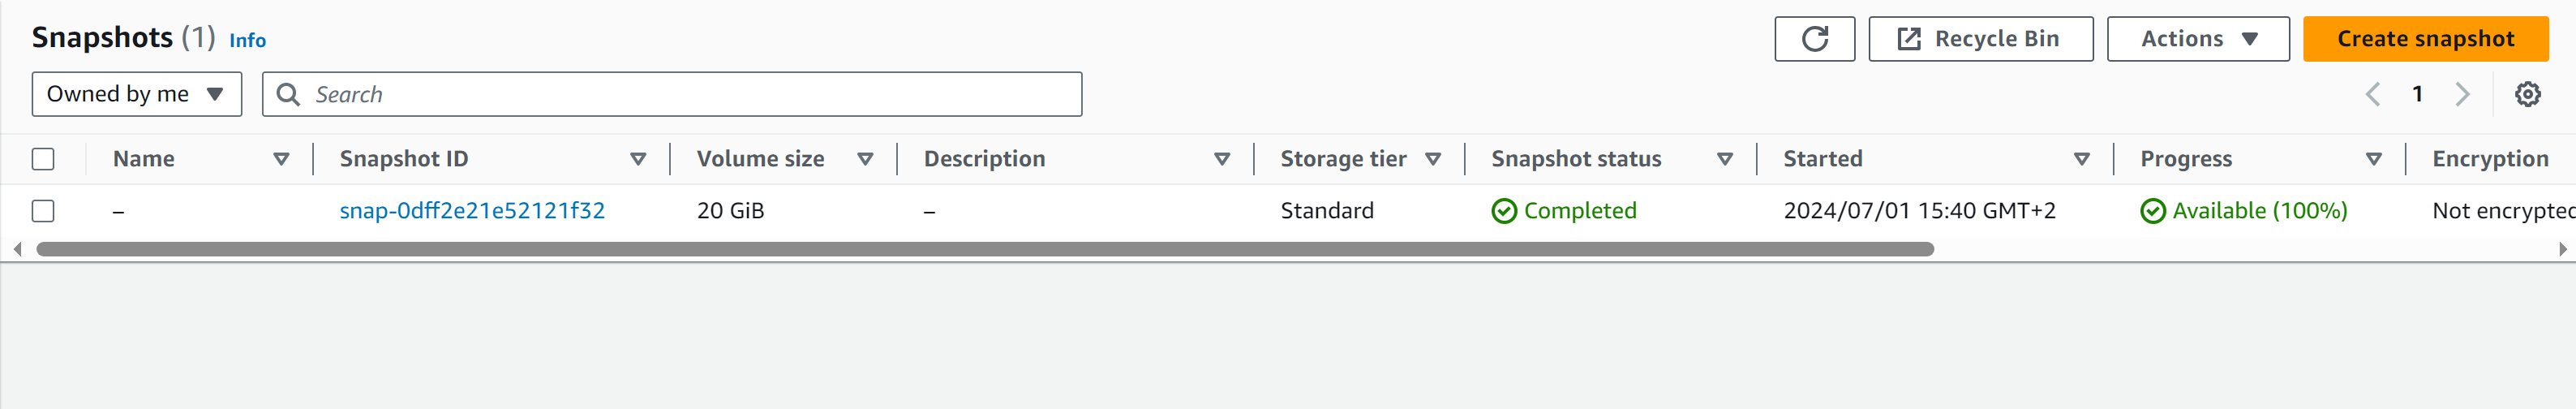 Snapshots (1) Info
Recycle Bin
Actions
Create snapshot
Owned by me
Search
1
Name Snapshot ID Volume size Description Storage tier Snapshot status Started Progress Encryption
– snap-0dff2e21e52121f32 20 GiB – Standard Completed 2024/07/01 15:40 GMT+2 Available (100%) Not encrypted